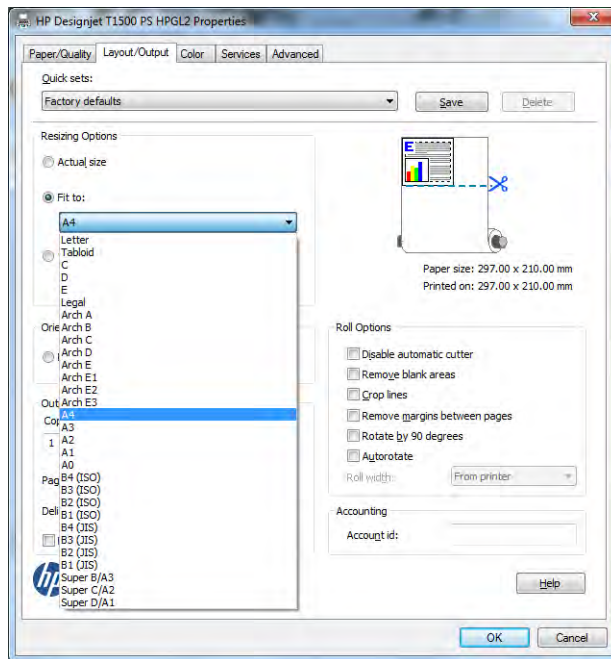 HP Designjet T1500 PS HPGL2 Properties
Paper/Quality Layout/Output Color Services Advanced
Quick sets:
Factory defaults Save Delete
Resizing Options
Actual size
Fit to:
A4
Letter
Tabloid
C
D
E
Legal
Arch A
Arch B
Arch C
Arch D
Arch E
Arch E1
Arch E2
Arch E3
A4
A3
A2
A1
A0
B4 (ISO)
B3 (ISO)
B2 (ISO)
B1 (ISO)
B4 (JIS)
B3 (JIS)
B2 (JIS)
B1 (JIS)
Super B/A3
Super C/A2
Super D/A1
Orie
Out
Cop
1
Pag
Deli
hp
E
Paper size: 297.00 x 210.00 mm
Printed on: 297.00 x 210.00 mm
Roll Options
Disable automatic cutter
Remove blank areas
Crop lines
Remove margins between pages
Rotate by 90 degrees
Autorotate
Roll width: From printer
Accounting
Account id:
Help
OK Cancel